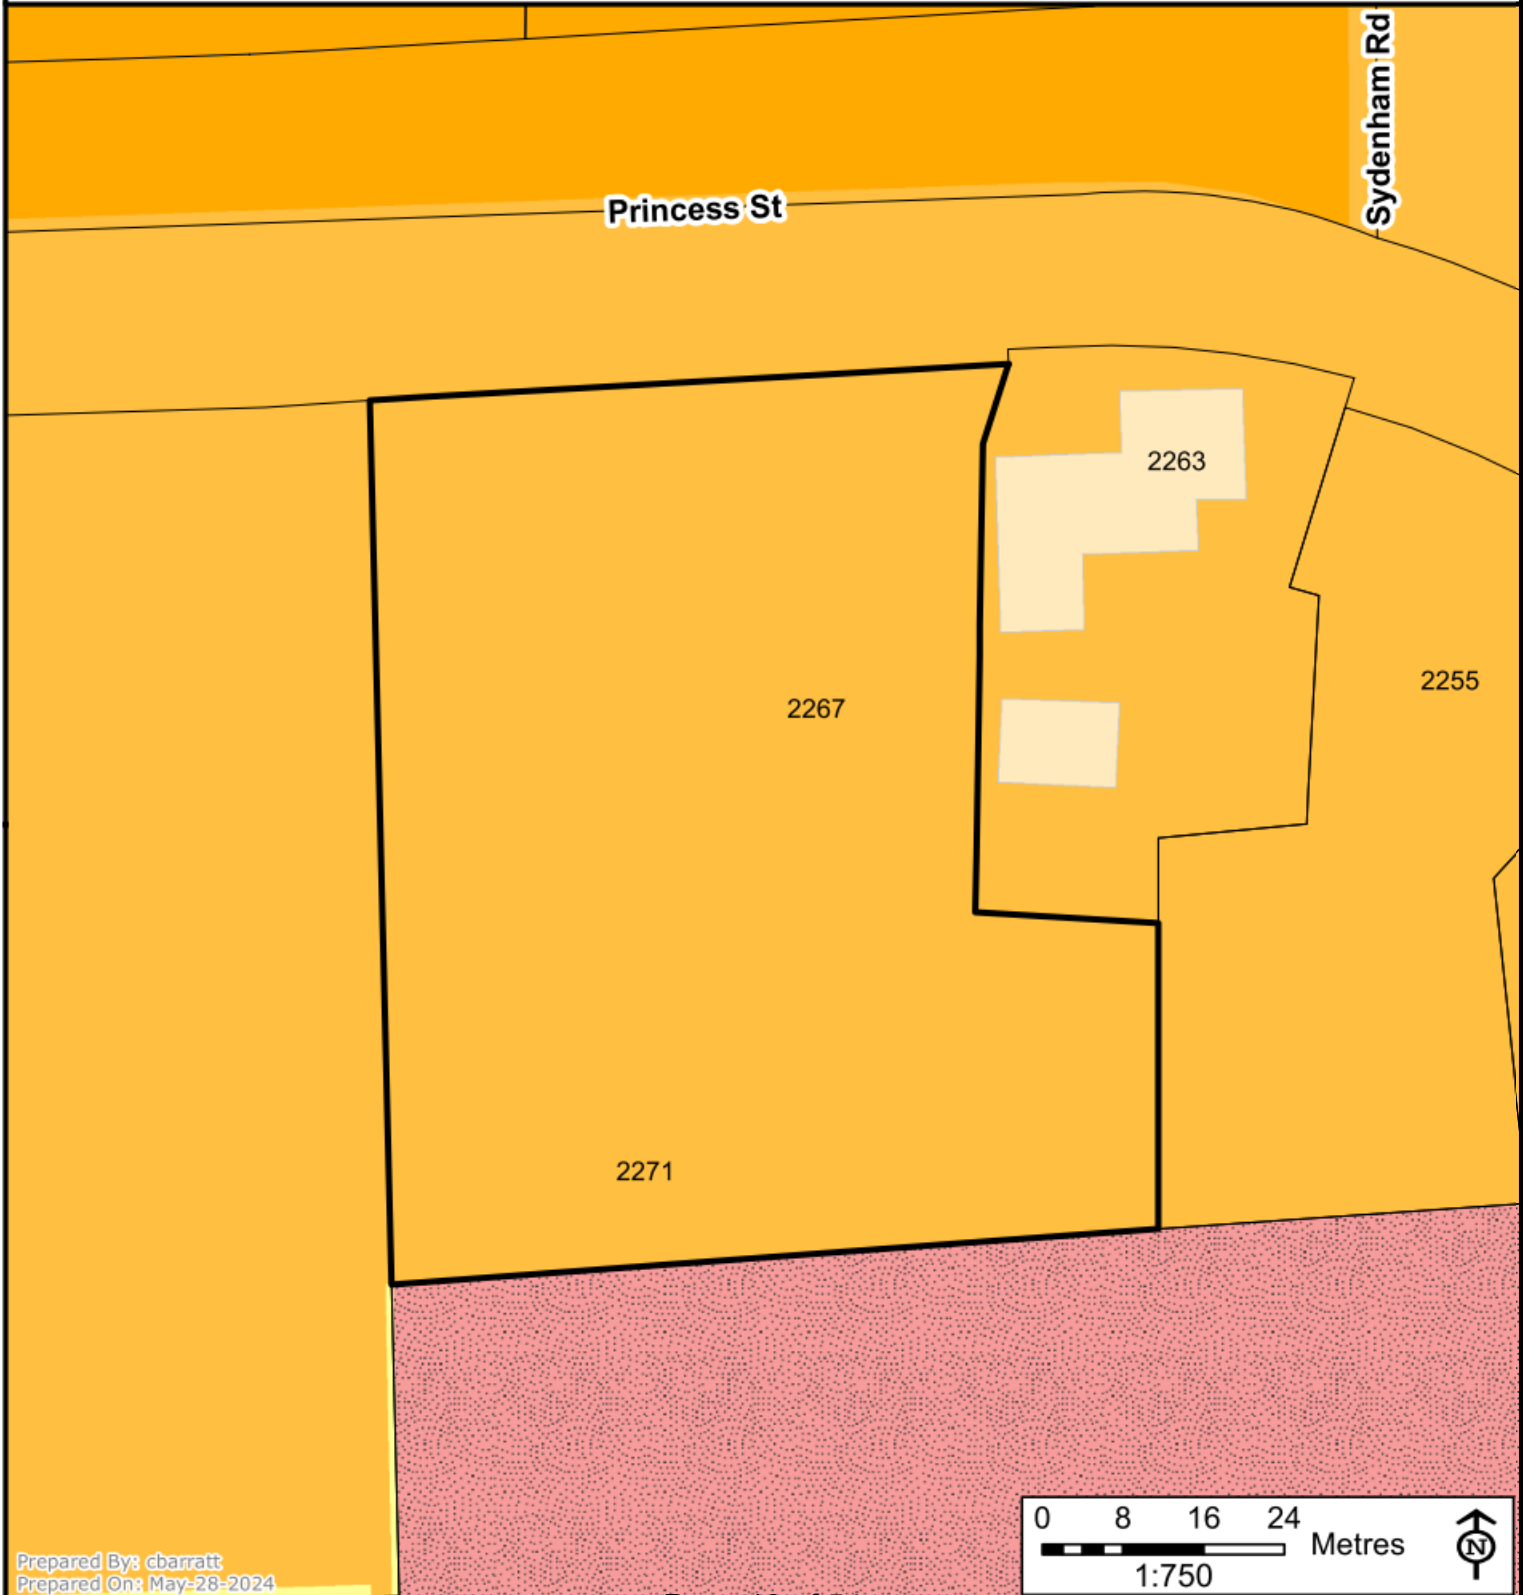 Sydenham Rd
Princess St
2263
2255
2267
2271
0 8 16 24
Metres
N
1:750
Prepared By: cbarratt
Prepared On: May-28-2024